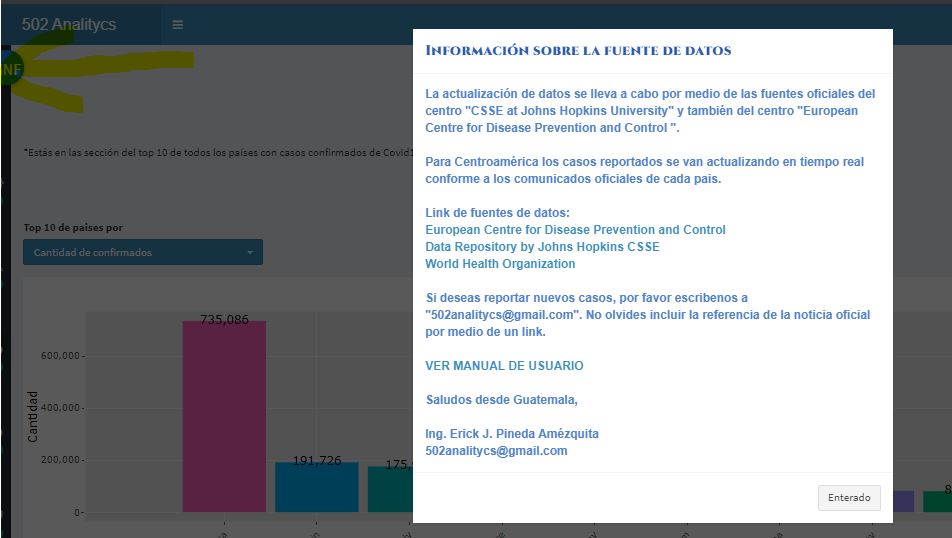 502 Analitycs
INF
*Estás en las sección del top 10 de todos los países con casos confirmados de
Top 10 de paises por
Cantidad de confirmados
Cantidad
600,000
400,000
200,000
0
735,086
191,726
Información sobre la fuente de datos
La actualización de datos se lleva a cabo por medio de las fuentes oficiales del
centro "CSSE at Johns Hopkins University" y también del centro "European
Centre for Disease Prevention and Control ".
Para Centroamérica los casos reportados se van actualizando en tiempo real
conforme a los comunicados oficiales de cada pais.
Link de fuentes de datos:
European Centre for Disease Prevention and Control
Data Repository by Johns Hopkins CSSE
World Health Organization
Si deseas reportar nuevos casos, por favor escribenos a
"502analitycs@gmail.com". No olvides incluir la referencia de la noticia oficial
por medio de un link.
VER MANUAL DE USUARIO
Saludos desde Guatemala,
Ing. Erick J. Pineda Amézquita
502analitycs@gmail.com
Enterado